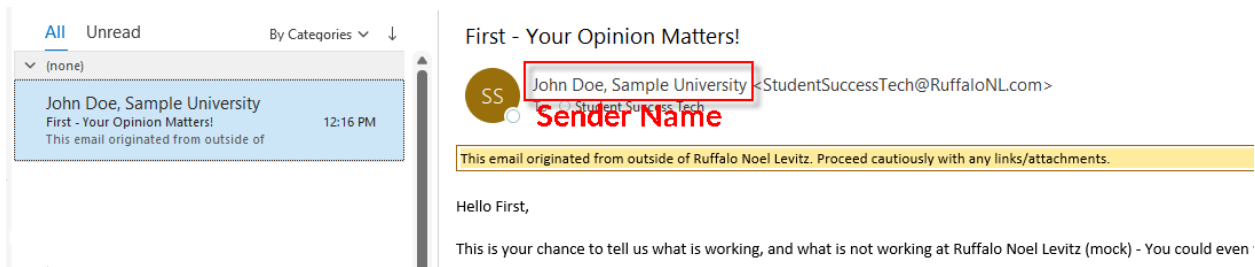 All Unread By Categories ↓
(none)
John Doe, Sample University
First - Your Opinion Matters! 12:16 PM
This email originated from outside of
First - Your Opinion Matters!
SS
John Doe, Sample University <StudentSuccessTech@RuffaloNL.com>
To Student Success Tech
Sender Name
This email originated from outside of Ruffalo Noel Levitz. Proceed cautiously with any links/attachments.
Hello First,
This is your chance to tell us what is working, and what is not working at Ruffalo Noel Levitz (mock) - You could even